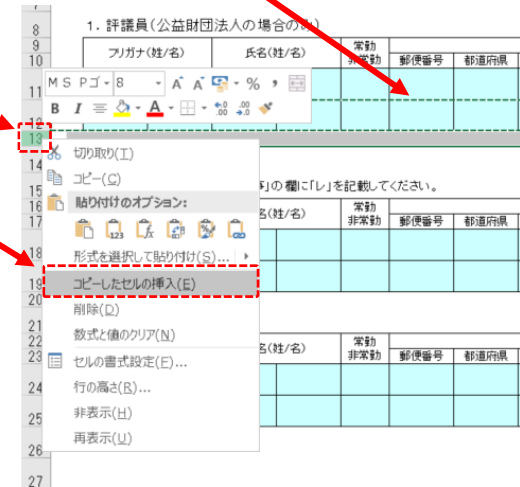 7
8 1．評議員(公益財団法人の場合のみ)
9 フリガナ(姓/名) 氏名(姓/名) 常勤
10 非常勤 郵便番号 都道府県
11 ＭＳ Ｐゴ 8 A A % ,
B I A .00
12
13
切り取り(T)
14 コピー(C)
15 貼り付けのオプション: の欄に「レ」を記載してください。
16 名(姓/名) 常勤
17 123 fx 非常勤 郵便番号 都道府県
18 形式を選択して貼り付け(S)...
19 コピーしたセルの挿入(E)
20 削除(D)
21
22 数式と値のクリア(N) 名(姓/名) 常勤
23 セルの書式設定(F)... 非常勤 郵便番号 都道府県
24 行の高さ(R)...
25 非表示(H)
26 再表示(U)
27